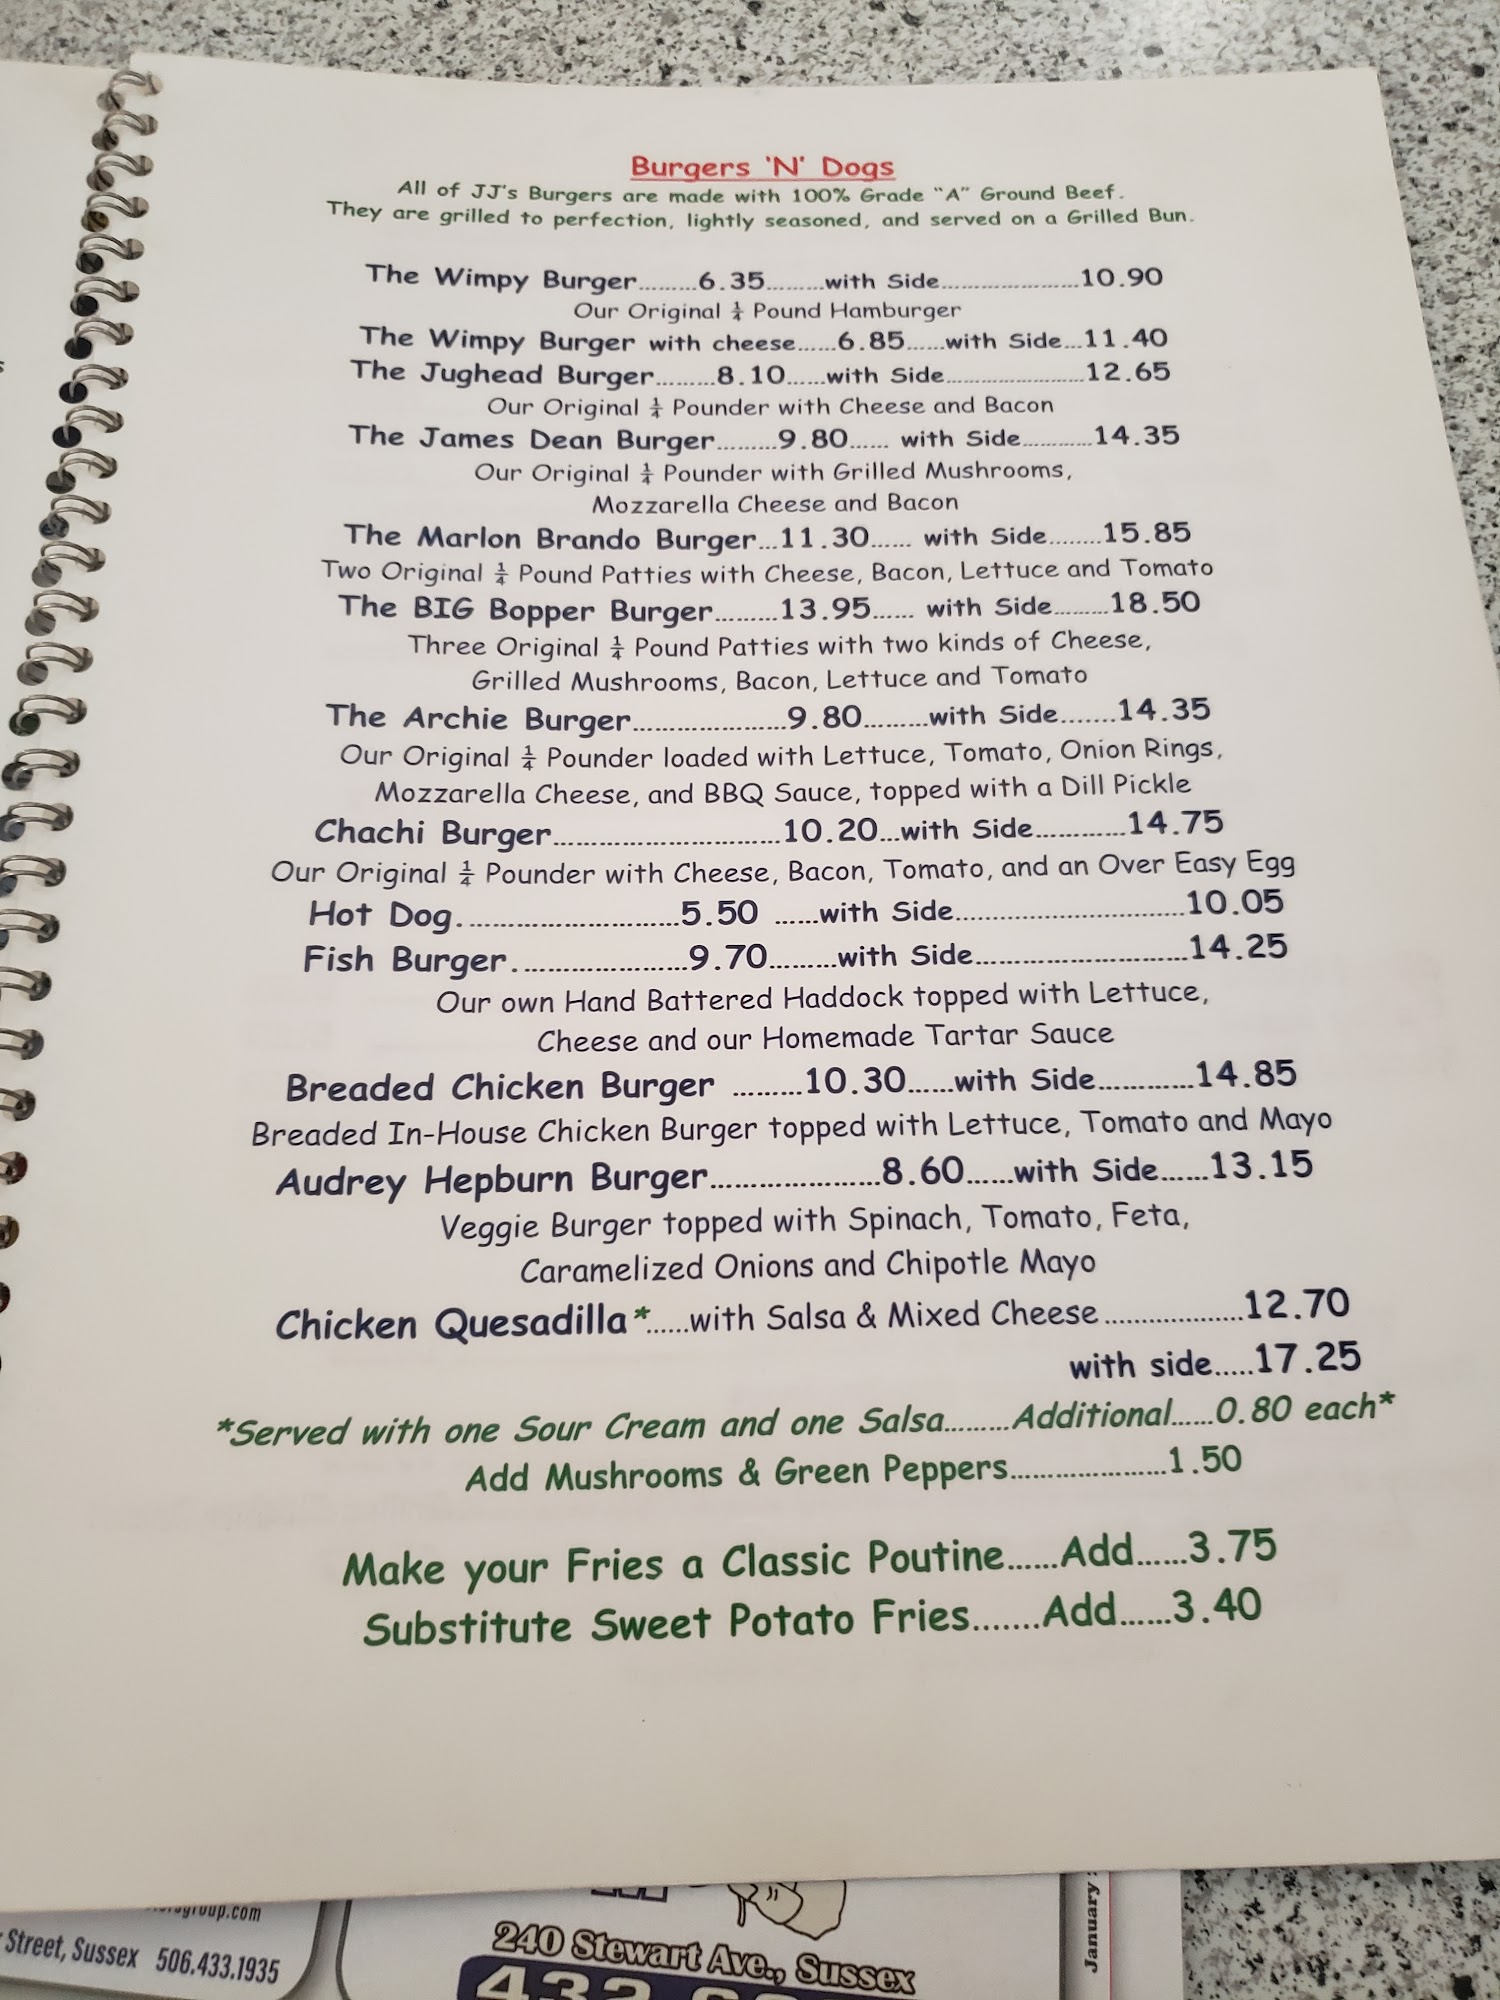 Burgers 'N' Dogs
All of JJ's Burgers are made with 100% Grade "A" Ground Beef.
They are grilled to perfection, lightly seasoned, and served on a Grilled Bun.
The Wimpy Burger.........6.35.........with Side.....................10.90
Our Original ¼ Pound Hamburger
The Wimpy Burger with cheese......6.85......with Side...11.40
The Jughead Burger.........8.10......with Side.....................12.65
Our Original ¼ Pounder with Cheese and Bacon
The James Dean Burger.........9.80...... with Side............14.35
Our Original ¼ Pounder with Grilled Mushrooms,
Mozzarella Cheese and Bacon
The Marlon Brando Burger...11.30...... with Side........15.85
Two Original ¼ Pound Patties with Cheese, Bacon, Lettuce and Tomato
The BIG Bopper Burger.........13.95...... with Side.........18.50
Three Original ¼ Pound Patties with two kinds of Cheese,
Grilled Mushrooms, Bacon, Lettuce and Tomato
The Archie Burger.....................9.80.........with Side.......14.35
Our Original ¼ Pounder loaded with Lettuce, Tomato, Onion Rings,
Mozzarella Cheese, and BBQ Sauce, topped with a Dill Pickle
Chachi Burger..............................10.20...with Side............14.75
Our Original ¼ Pounder with Cheese, Bacon, Tomato, and an Over Easy Egg
Hot Dog. ...........................5.50 ......with Side.................................10.05
Fish Burger. ......................9.70.........with Side..............................14.25
Our own Hand Battered Haddock topped with Lettuce,
Cheese and our Homemade Tartar Sauce
Breaded Chicken Burger .........10.30......with Side............14.85
Breaded In-House Chicken Burger topped with Lettuce, Tomato and Mayo
Audrey Hepburn Burger.....................8.60......with Side......13.15
Veggie Burger topped with Spinach, Tomato, Feta,
Caramelized Onions and Chipotle Mayo
Chicken Quesadilla*......with Salsa & Mixed Cheese..................12.70
with side.....17.25
*Served with one Sour Cream and one Salsa.........Additional......0.80 each*
Add Mushrooms & Green Peppers.....................1.50
Make your Fries a Classic Poutine......Add......3.75
Substitute Sweet Potato Fries.......Add......3.40
group.com
Street, Sussex 506.433.1935
240 Stewart Ave., Sussex
January